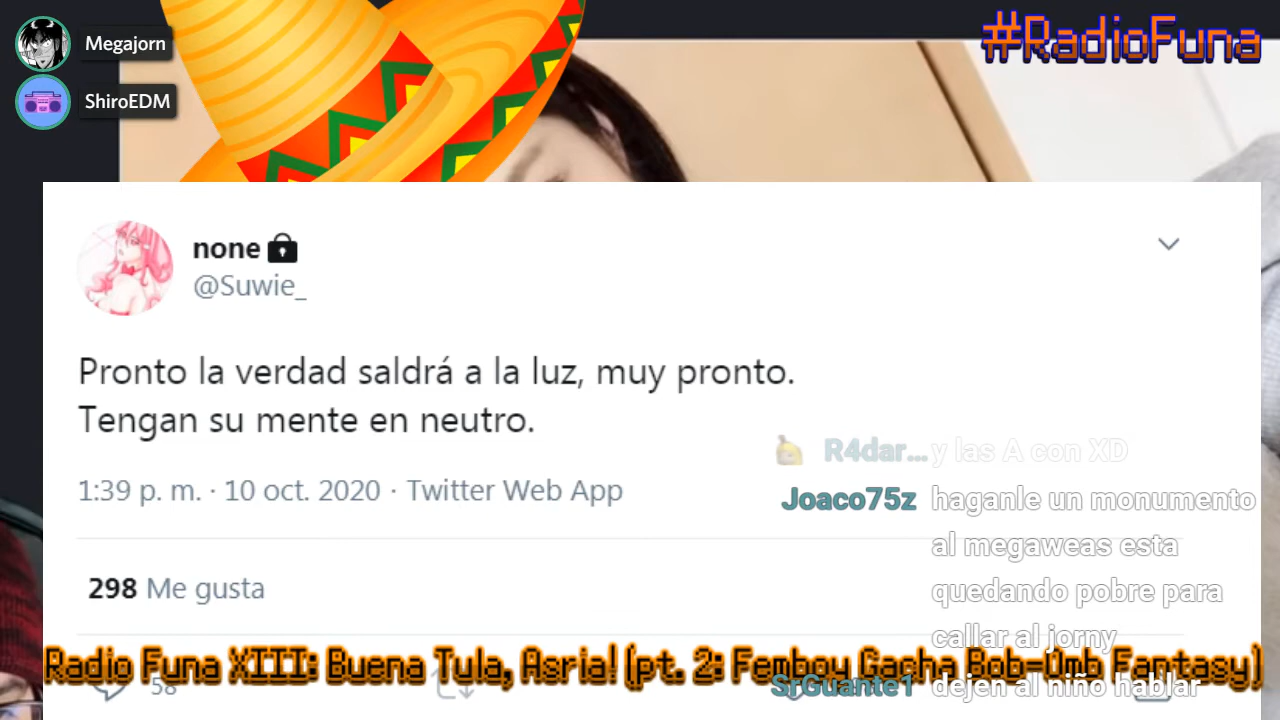 Megajorn
ShiroEDM
#RadioFuna
none
@Suwie_
Pronto la verdad saldrá a la luz, muy pronto.
Tengan su mente en neutro.
1:39 p. m. · 10 oct. 2020 · Twitter Web App
298 Me gusta
R4dar... y las A con XD
Joaco75z haganle un monumento
al megaweas esta
quedando pobre para
callar al jorny
Radio Funa XIII: Buena Tula, Asria! (pt. 2: Femboy Gacha Bob=Omb Fantasy)
58
SrGuante1 dejen al niño hablar